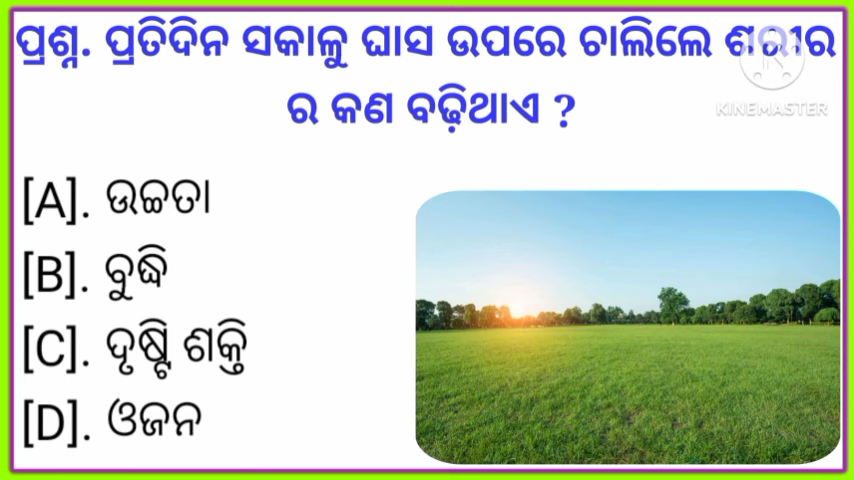 ପ୍ରଶ୍ନ. ପ୍ରତିଦିନ ସକାଳୁ ଘାସ ଉପରେ ଚାଲିଲେ ଶରୀର
ର କଣ ବଢ଼ିଥାଏ ?
KINEMASTER
[A]. ଉଚ୍ଚତା
[B]. ବୁଦ୍ଧି
[C]. ଦୃଷ୍ଟି ଶକ୍ତି
[D]. ଓଜନ